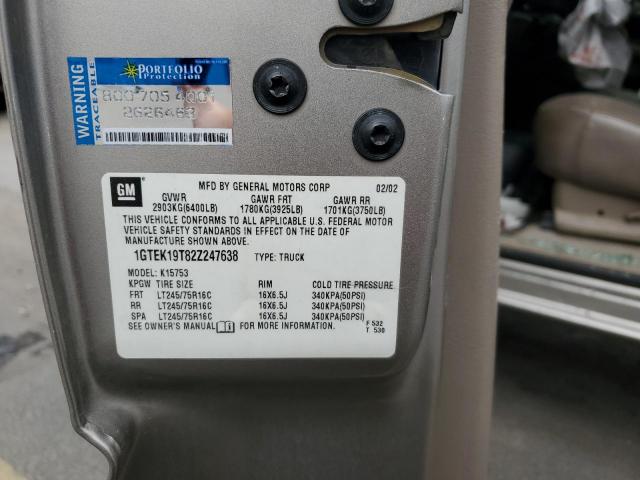 WARNING
TRACEABLE
PORTFOLIO
Protection
800 705 4001
2626468
GM
MFD BY GENERAL MOTORS CORP 02/02
GVWR GAWR FRT GAWR RR
2903KG(6400LB) 1780KG(3925LB) 1701KG(3750LB)
THIS VEHICLE CONFORMS TO ALL APPLICABLE U.S. FEDERAL MOTOR
VEHICLE SAFETY STANDARDS IN EFFECT ON THE DATE OF
MANUFACTURE SHOWN ABOVE.
1GTEK19T82Z247638 TYPE: TRUCK
MODEL: K15753
KPGW TIRE SIZE RIM COLD TIRE PRESSURE
FRT LT245/75R16C 16X6.5J 340KPA(50PSI)
RR LT245/75R16C 16X6.5J 340KPA(50PSI)
SPA LT245/75R16C 16X6.5J 340KPA(50PSI)
SEE OWNER'S MANUAL FOR MORE INFORMATION.
F 532
T 530